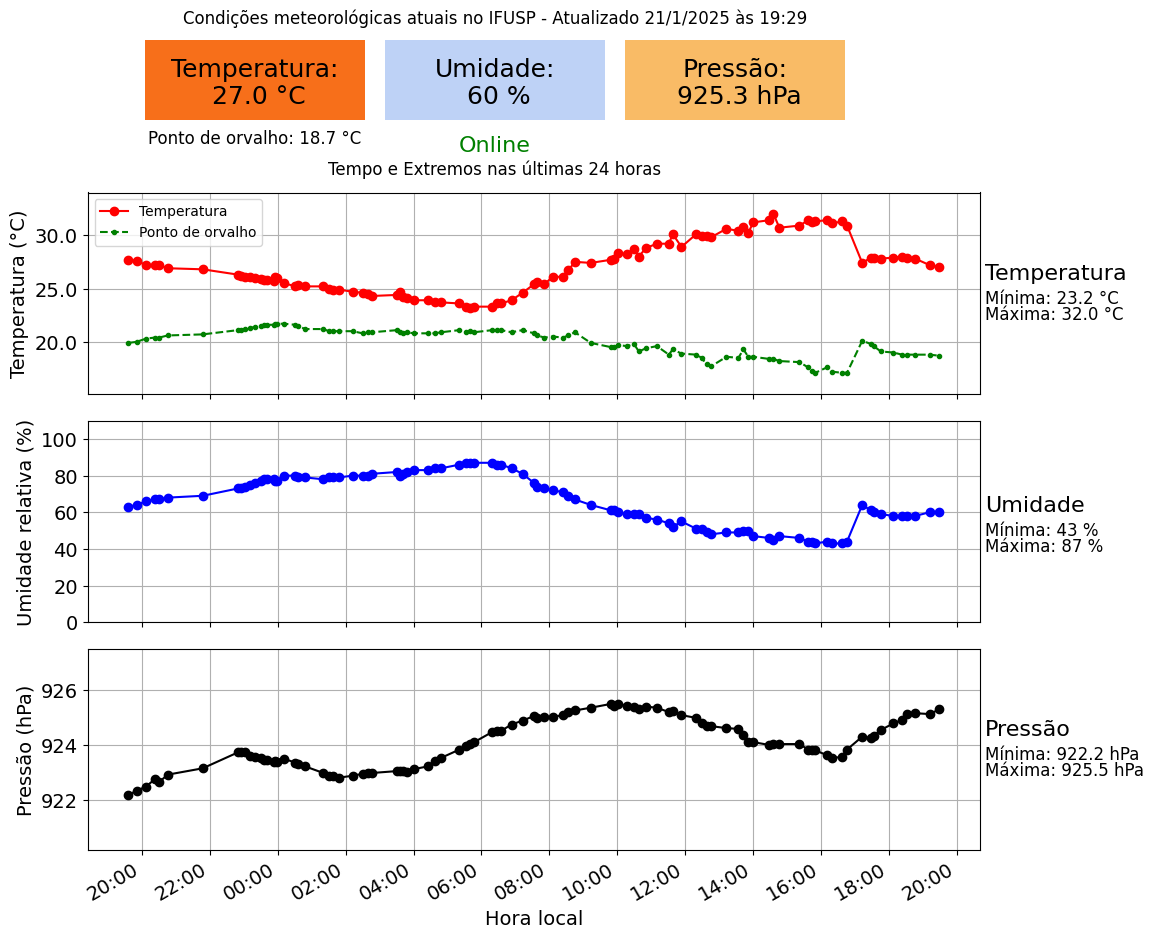 Condições meteorológicas atuais no IFUSP - Atualizado 21/1/2025 às 19:29
Temperatura:
27.0 °C
Umidade:
60 %
Pressão:
925.3 hPa
Ponto de orvalho: 18.7 °C
Online
Tempo e Extremos nas últimas 24 horas
Temperatura (°C)
30.0
25.0
20.0
Temperatura
Ponto de orvalho
Temperatura
Mínima: 23.2 °C
Máxima: 32.0 °C
Umidade relativa (%)
100
80
60
40
20
0
Umidade
Mínima: 43 %
Máxima: 87 %
Pressão (hPa)
926
924
922
Pressão
Mínima: 922.2 hPa
Máxima: 925.5 hPa
20:00
22:00
00:00
02:00
04:00
06:00
08:00
10:00
12:00
14:00
16:00
18:00
20:00
Hora local